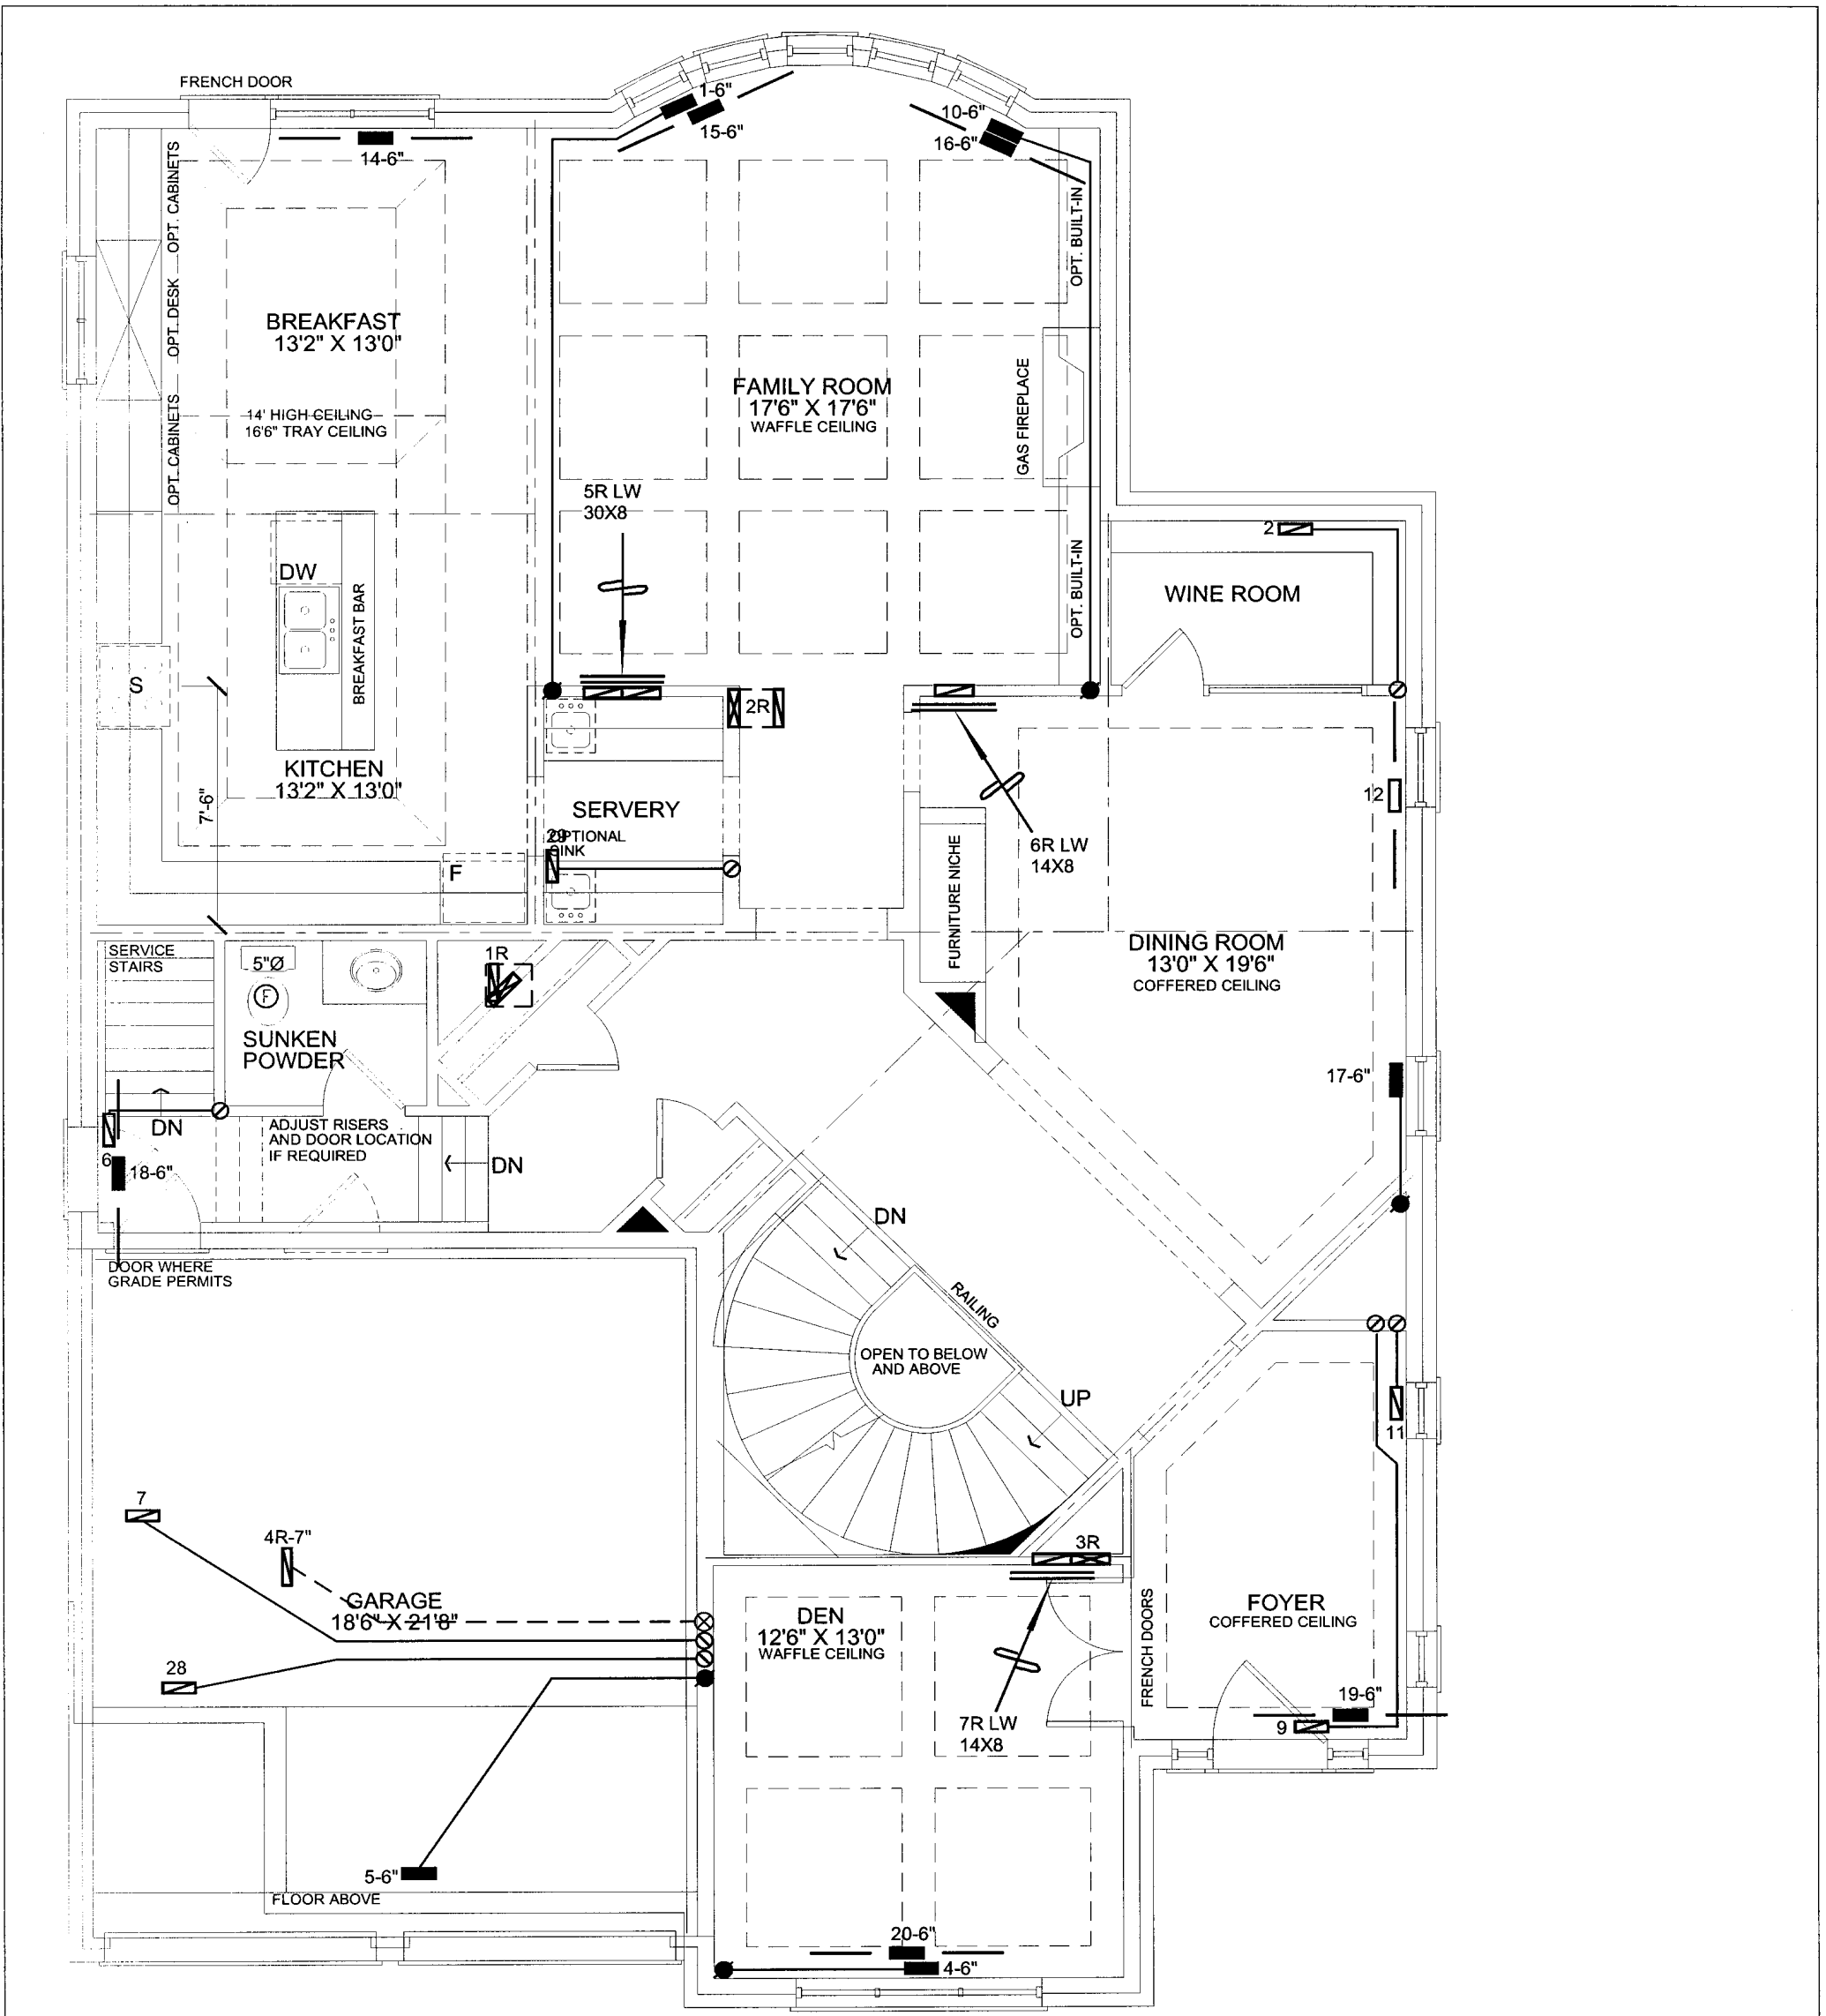 FRENCH DOOR
1-6"
15-6"
10-6"
16-6"
14-6"
OPT. CABINETS
OPT. DESK
OPT. CABINETS
BREAKFAST
13'2" X 13'0"
14' HIGH CEILING
16'6" TRAY CEILING
FAMILY ROOM
17'6" X 17'6"
WAFFLE CEILING
OPT. BUILT-IN
GAS FIREPLACE
OPT. BUILT-IN
5R LW
30X8
2
WINE ROOM
DW
BREAKFAST BAR
S
2R
KITCHEN
13'2" X 13'0"
7'-6"
SERVERY
29
OPTIONAL
SINK
F
12
6R LW
14X8
FURNITURE NICHE
DINING ROOM
13'0" X 19'6"
COFFERED CEILING
SERVICE
STAIRS
5"Ø
F
1R
SUNKEN
POWDER
17-6"
DN
ADJUST RISERS
AND DOOR LOCATION
IF REQUIRED
6
18-6"
DN
DN
DOOR WHERE
GRADE PERMITS
RAILING
OPEN TO BELOW
AND ABOVE
UP
11
7
4R-7"
3R
GARAGE
18'6" X 21'8"
DEN
12'6" X 13'0"
WAFFLE CEILING
FRENCH DOORS
FOYER
COFFERED CEILING
28
19-6"
9
7R LW
14X8
5-6"
FLOOR ABOVE
20-6"
4-6"